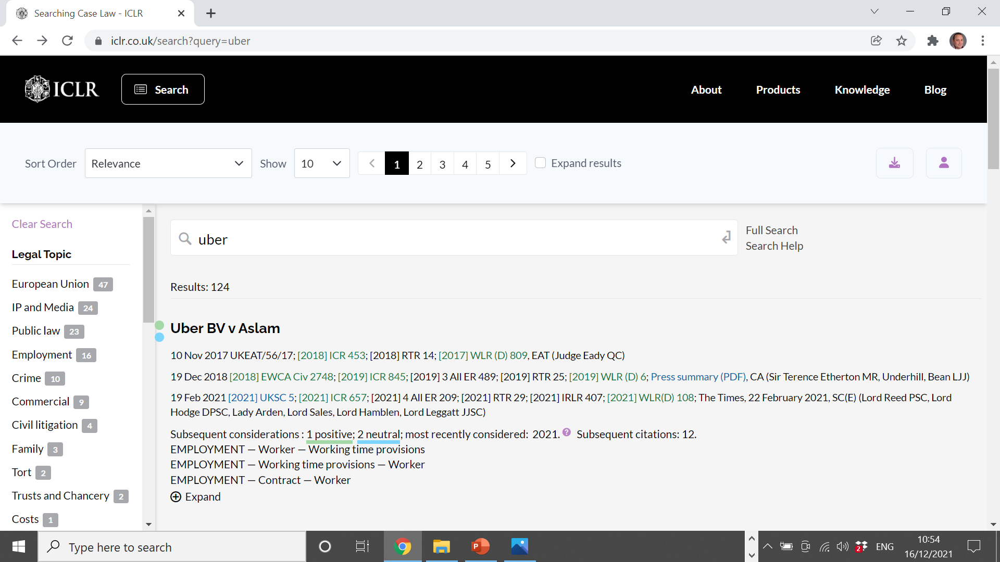 Searching Case Law - ICLR
iclr.co.uk/search?query=uber
ICLR
Search
About
Products
Knowledge
Blog
Sort Order
Relevance
Show
10
1
2
3
4
5
Expand results
Clear Search
Legal Topic
European Union 47
IP and Media 24
Public law 23
Employment 16
Crime 10
Commercial 9
Civil litigation 4
Family 3
Tort 2
Trusts and Chancery 2
Costs 1
uber
Full Search
Search Help
Results: 124
Uber BV v Aslam
10 Nov 2017 UKEAT/56/17; [2018] ICR 453; [2018] RTR 14; [2017] WLR (D) 809, EAT (Judge Eady QC)
19 Dec 2018 [2018] EWCA Civ 2748; [2019] ICR 845; [2019] 3 All ER 489; [2019] RTR 25; [2019] WLR (D) 6; Press summary (PDF), CA (Sir Terence Etherton MR, Underhill, Bean LJJ)
19 Feb 2021 [2021] UKSC 5; [2021] ICR 657; [2021] 4 All ER 209; [2021] RTR 29; [2021] IRLR 407; [2021] WLR(D) 108; The Times, 22 February 2021, SC(E) (Lord Reed PSC, Lord
Hodge DPSC, Lady Arden, Lord Sales, Lord Hamblen, Lord Leggatt JJSC)
Subsequent considerations : 1 positive; 2 neutral; most recently considered: 2021. ? Subsequent citations: 12.
EMPLOYMENT — Worker — Working time provisions
EMPLOYMENT — Working time provisions — Worker
EMPLOYMENT — Contract — Worker
Expand
Type here to search
P
2
ENG
10:54
16/12/2021